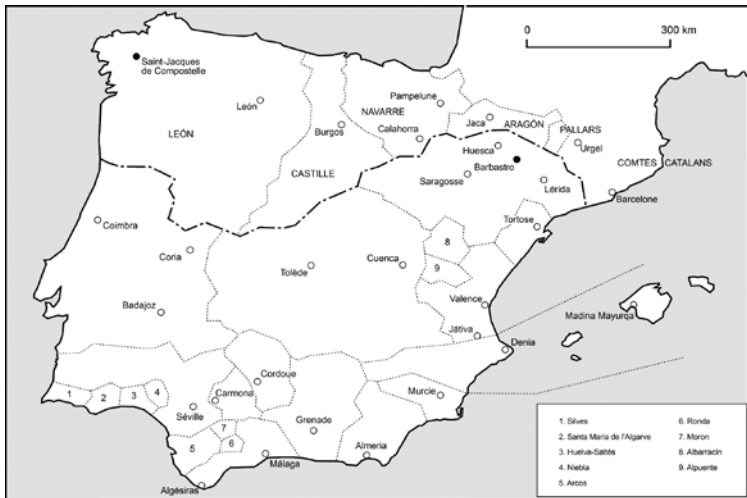 0
300 km
Saint-Jacques
de Compostelle
León
LEÓN
Burgos
CASTILLE
Pampelune
NAVARRE
Calahorra
Jaca
ARAGÓN
PALLARS
Urgel
Huesca
Barbastro
COMTES CATALANS
Saragosse
Lérida
Barcelone
Coimbra
Tortose
Coria
8
Tolède
Cuenca
9
Badajoz
Valence
Madina Mayurqa
Játiva
Denia
Cordoue
1
2
3
4
Carmona
Murcie
Séville
7
Grenade
5
6
Almeria
Málaga
Algésiras
1. Silves
2. Santa Maria de l'Algarve
3. Huelva-Saltés
4. Niebla
5. Arcos
6. Ronda
7. Moron
8. Albarracín
9. Alpuente